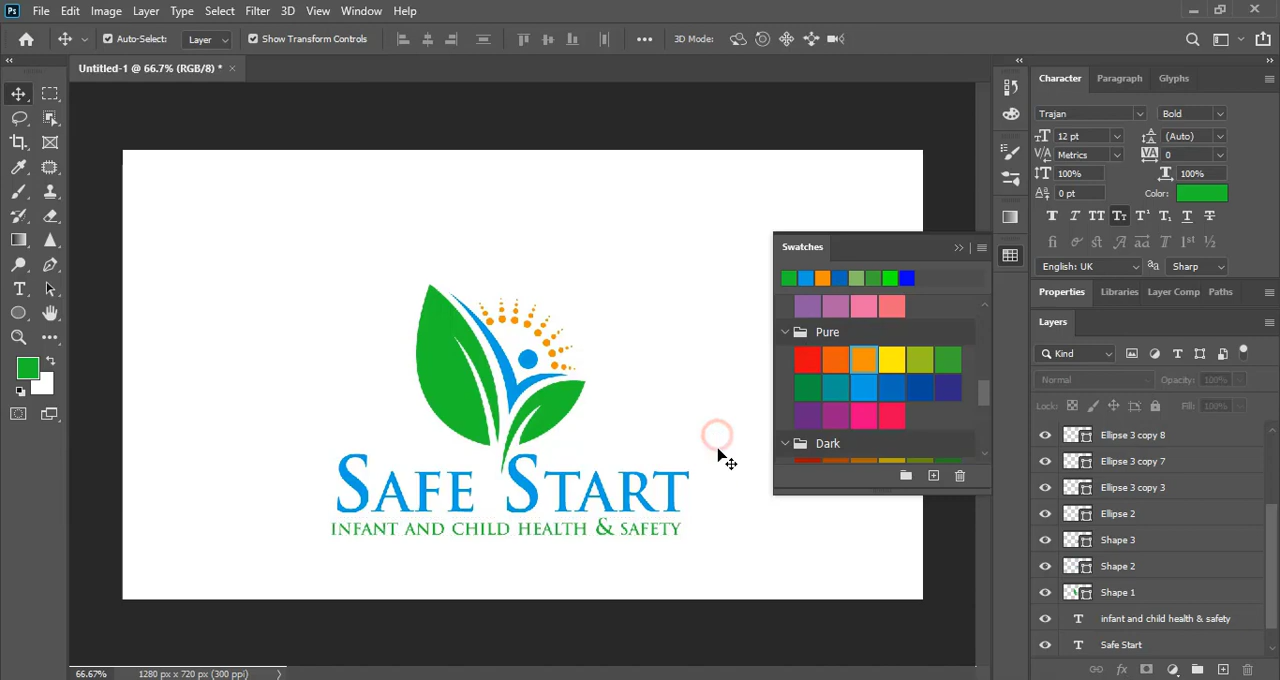 Ps File Edit Image Layer Type Select Filter 3D View Window Help
Auto-Select: Layer Show Transform Controls 3D Mode:
Untitled-1 @ 66.7% (RGB/8) * ×
Character Paragraph Glyphs
Trajan Bold
12 pt (Auto)
Metrics 0
100% 100%
0 pt Color:
English: UK Sharp
Properties Libraries Layer Comp Paths
Layers
Kind
Normal Opacity: 100%
Lock: Fill: 100%
Ellipse 3 copy 8
Ellipse 3 copy 7
Ellipse 3 copy 3
Ellipse 2
Shape 3
Shape 2
Shape 1
infant and child health & safety
Safe Start
Swatches
Pure
Dark
Safe Start
infant and child health & safety
66.67% 1280 px x 720 px (300 ppi)